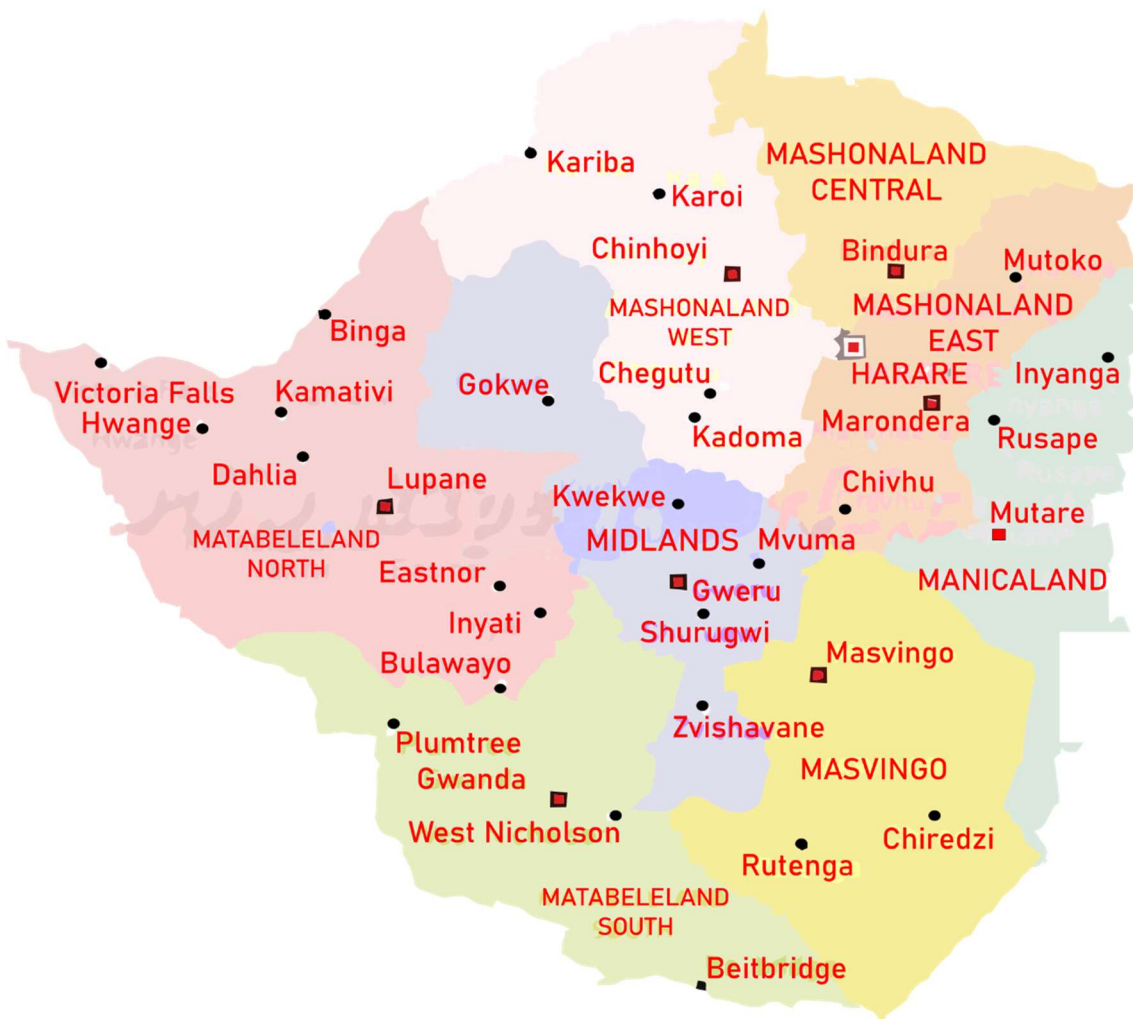 MASHONALAND
CENTRAL
Kariba
Karoi
Chinhoyi
Bindura
Mutoko
MASHONALAND
WEST
MASHONALAND
EAST
Binga
HARARE
Inyanga
Victoria Falls
Kamativi
Gokwe
Chegutu
Marondera
Hwange
Kadoma
Rusape
Dahlia
Lupane
Kwekwe
Chivhu
Mutare
MATABELELAND
NORTH
MIDLANDS
Mvuma
Eastnor
Gweru
MANICALAND
Inyati
Shurugwi
Bulawayo
Masvingo
Plumtree
Zvishavane
Gwanda
MASVINGO
West Nicholson
Rutenga
Chiredzi
MATABELELAND
SOUTH
Beitbridge